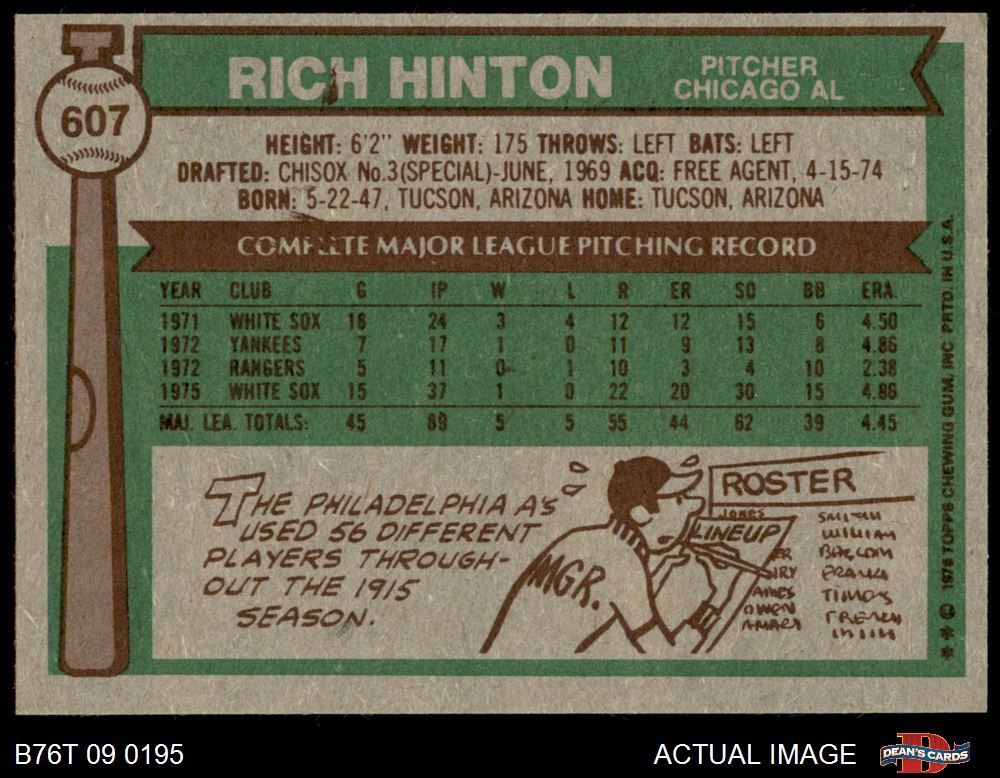 607
RICH HINTON
PITCHER
CHICAGO AL
HEIGHT: 6'2" WEIGHT: 175 THROWS: LEFT BATS: LEFT
DRAFTED: CHISOX No.3(SPECIAL)-JUNE, 1969 ACQ: FREE AGENT, 4-15-74
BORN: 5-22-47, TUCSON, ARIZONA HOME: TUCSON, ARIZONA
COMPLETE MAJOR LEAGUE PITCHING RECORD
YEAR CLUB G IP W L R ER SO BB ERA.
1971 WHITE SOX 18 24 3 4 12 12 15 6 4.50
1972 YANKEES 7 17 1 0 11 9 13 8 4.86
1972 RANGERS 5 11 0 1 10 3 4 10 2.38
1975 WHITE SOX 15 37 1 0 22 20 30 15 4.86
MAJ. LEA. TOTALS: 45 89 5 5 55 44 62 39 4.45
THE PHILADELPHIA A's
USED 56 DIFFERENT
PLAYERS THROUGH-
OUT THE 1915
SEASON.
MGR.
ROSTER
JONES
LINEUP
OWEN
SMITH
WILLIAM
FRANK
TIMOS
FRENCH
** © 1976 TOPPS CHEWING GUM, INC PRTD. IN U.S.A.
B76T 09 0195
ACTUAL IMAGE
DEAN'S CARDS